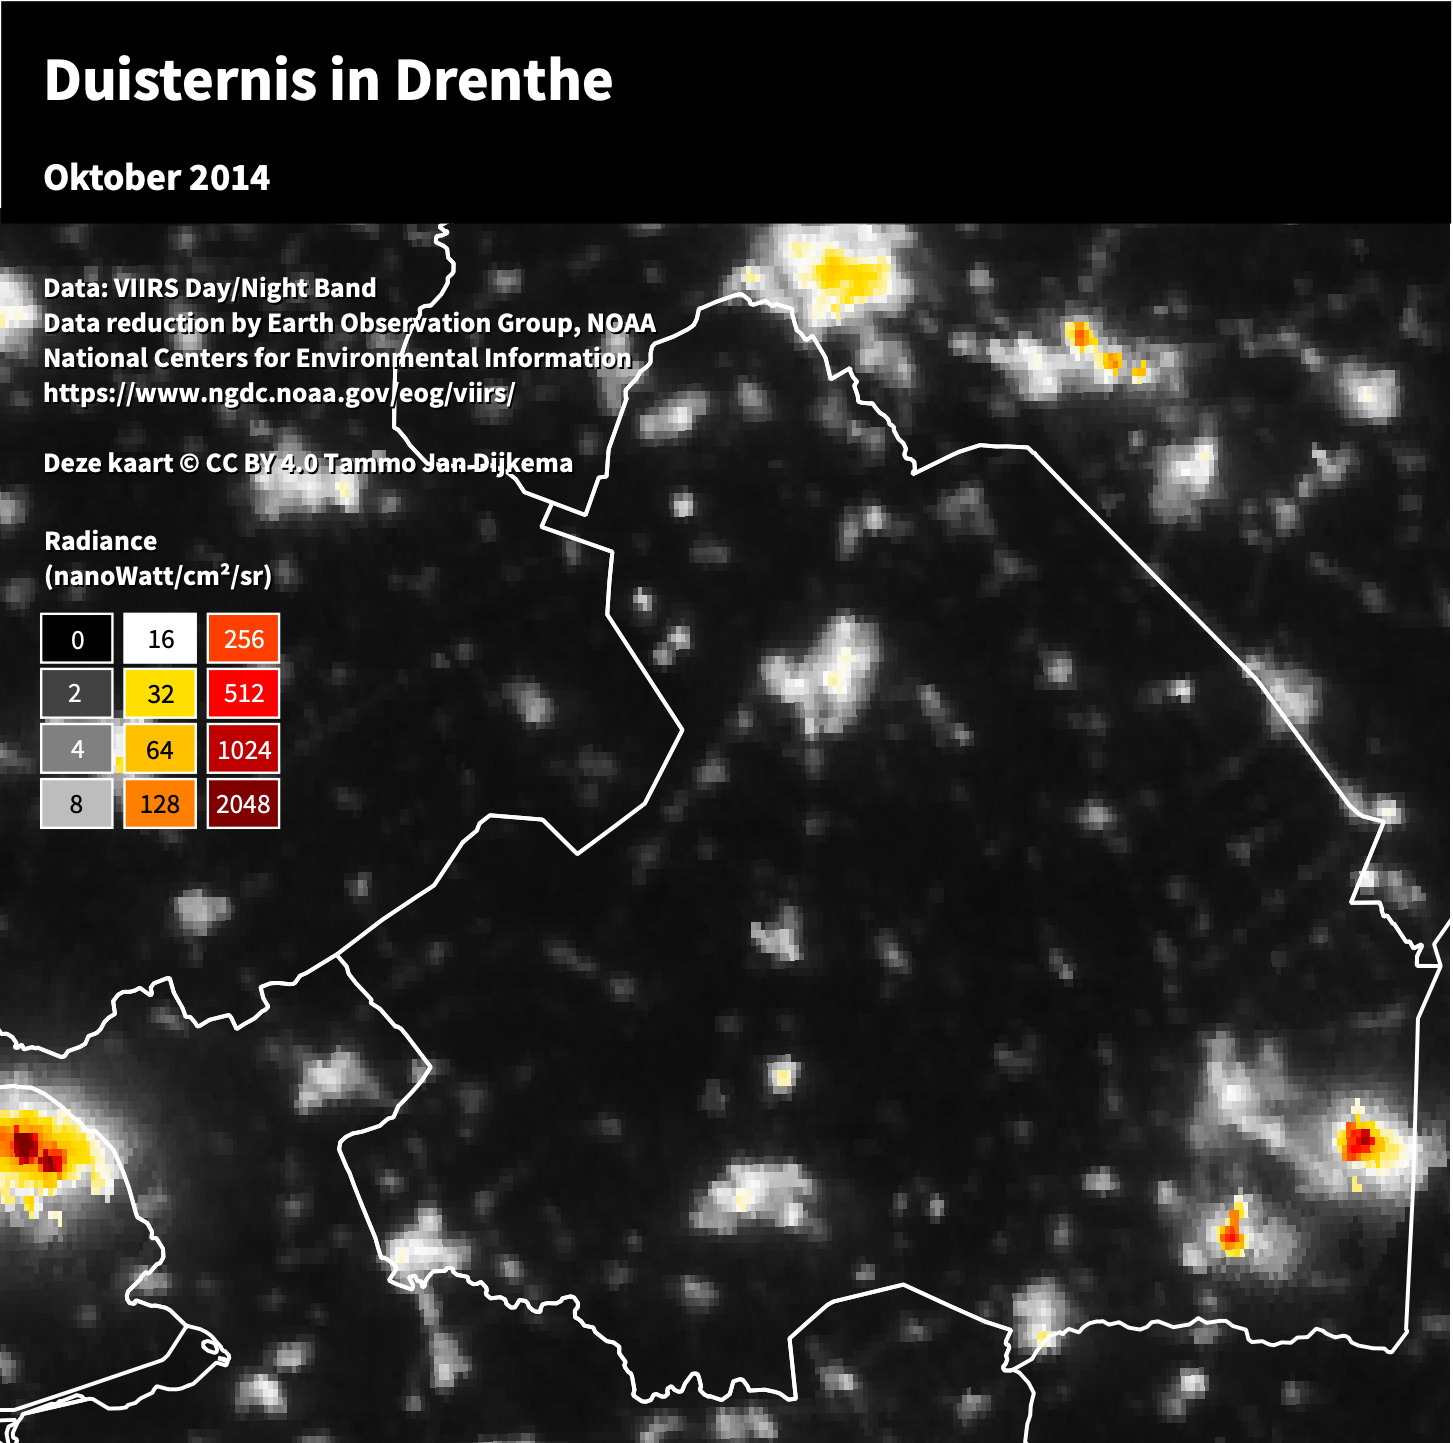 Duisternis in Drenthe
Oktober 2014
Data: VIIRS Day/Night Band
Data reduction by Earth Observation Group, NOAA
National Centers for Environmental Information
https://www.ngdc.noaa.gov/eog/viirs/
Deze kaart © CC BY 4.0 Tammo Jan Dijkema
Radiance
(nanoWatt/cm²/sr)
0 16 256
2 32 512
4 64 1024
8 128 2048